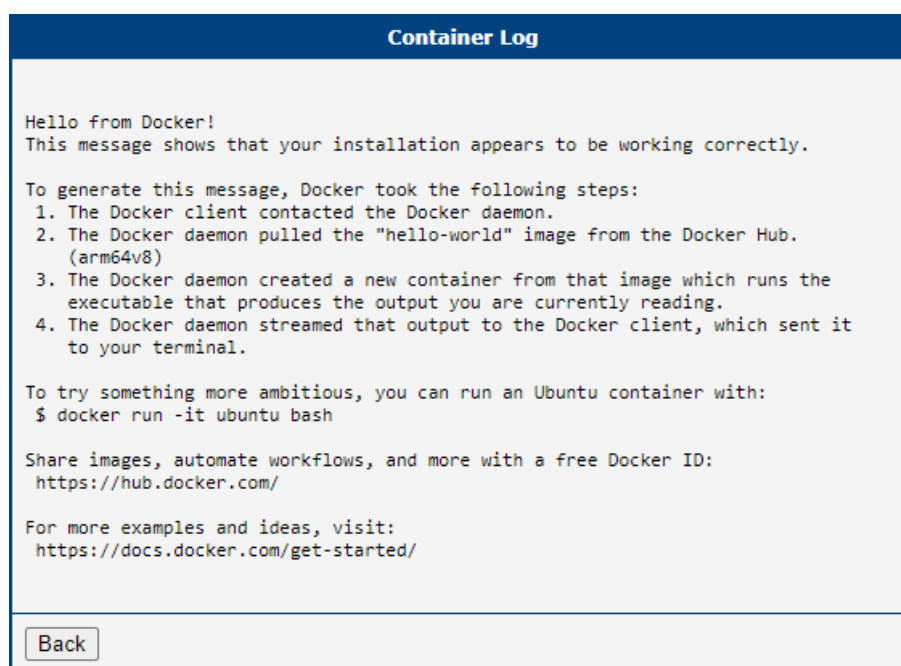 Container Log
Hello from Docker!
This message shows that your installation appears to be working correctly.
To generate this message, Docker took the following steps:
1. The Docker client contacted the Docker daemon.
2. The Docker daemon pulled the "hello-world" image from the Docker Hub.
(arm64v8)
3. The Docker daemon created a new container from that image which runs the
executable that produces the output you are currently reading.
4. The Docker daemon streamed that output to the Docker client, which sent it
to your terminal.
To try something more ambitious, you can run an Ubuntu container with:
$ docker run -it ubuntu bash
Share images, automate workflows, and more with a free Docker ID:
https://hub.docker.com/
For more examples and ideas, visit:
https://docs.docker.com/get-started/
Back